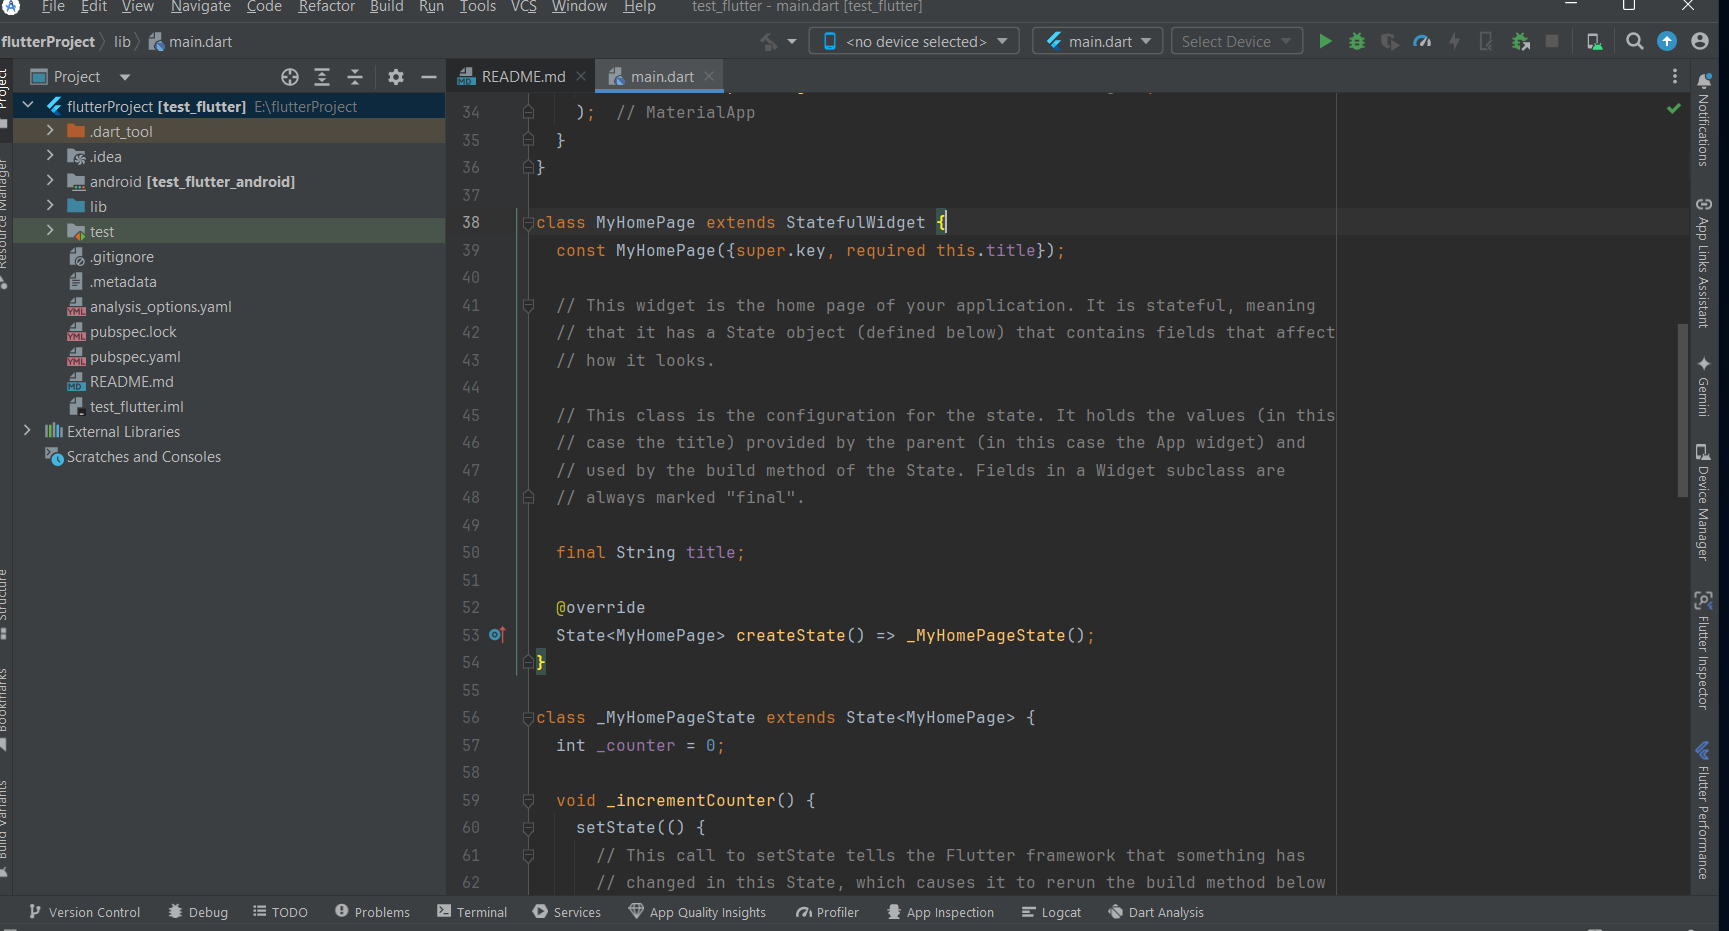 File Edit View Navigate Code Refactor Build Run Tools VCS Window Help test_flutter - main.dart [test_flutter]
flutterProject lib main.dart <no device selected> main.dart Select Device
Project
README.md
main.dart
flutterProject [test_flutter] E:\flutterProject
.dart_tool
.idea
android [test_flutter_android]
lib
test
.gitignore
.metadata
analysis_options.yaml
pubspec.lock
pubspec.yaml
README.md
test_flutter.iml
External Libraries
Scratches and Consoles
Project
Resource Manager
Structure
Bookmarks
Build Variants
34 ); // MaterialApp
35 }
36 }
37
38 class MyHomePage extends StatefulWidget {
39 const MyHomePage({super.key, required this.title});
40
41 // This widget is the home page of your application. It is stateful, meaning
42 // that it has a State object (defined below) that contains fields that affect
43 // how it looks.
44
45 // This class is the configuration for the state. It holds the values (in this
46 // case the title) provided by the parent (in this case the App widget) and
47 // used by the build method of the State. Fields in a Widget subclass are
48 // always marked "final".
49
50 final String title;
51
52 @override
53 State<MyHomePage> createState() => _MyHomePageState();
54 }
55
56 class _MyHomePageState extends State<MyHomePage> {
57 int _counter = 0;
58
59 void _incrementCounter() {
60 setState(() {
61 // This call to setState tells the Flutter framework that something has
62 // changed in this State, which causes it to rerun the build method below
Notifications
App Links Assistant
Gemini
Device Manager
Flutter Inspector
Flutter Performance
Version Control Debug TODO Problems Terminal Services App Quality Insights Profiler App Inspection Logcat Dart Analysis